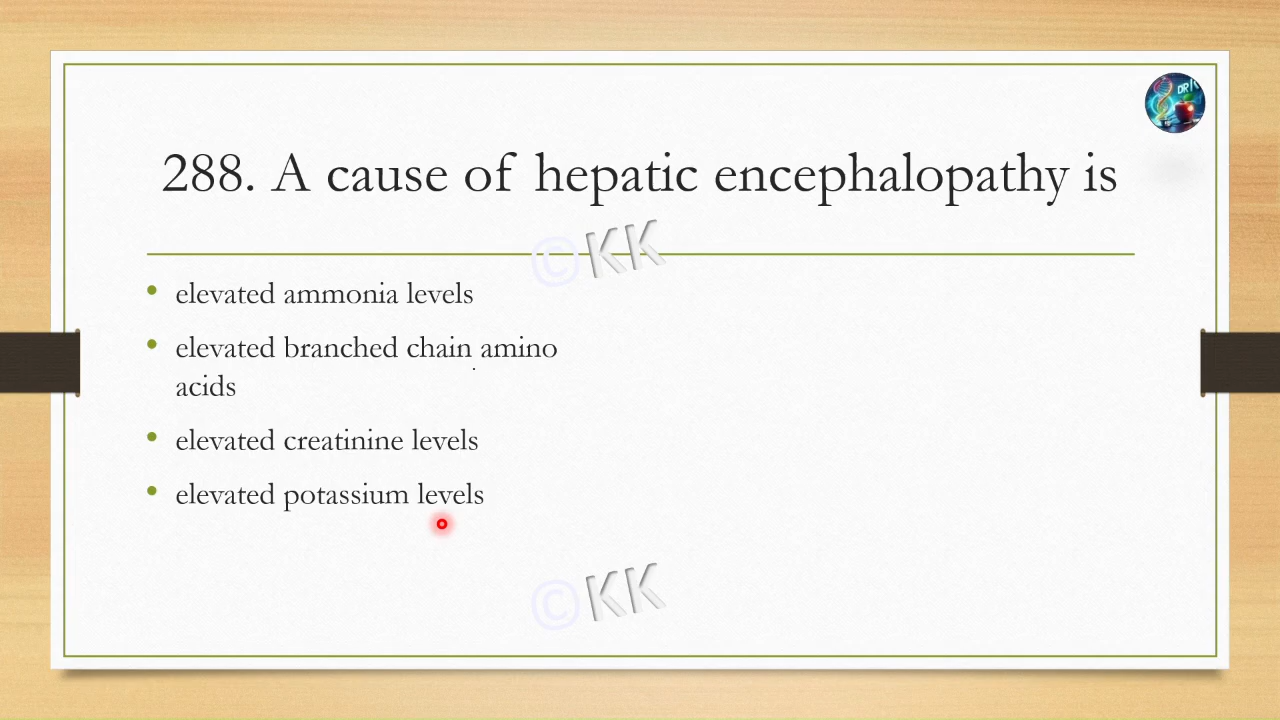 DR K
288. A cause of hepatic encephalopathy is
©KK
elevated ammonia levels
elevated branched chain amino
acids
elevated creatinine levels
elevated potassium levels
©KK